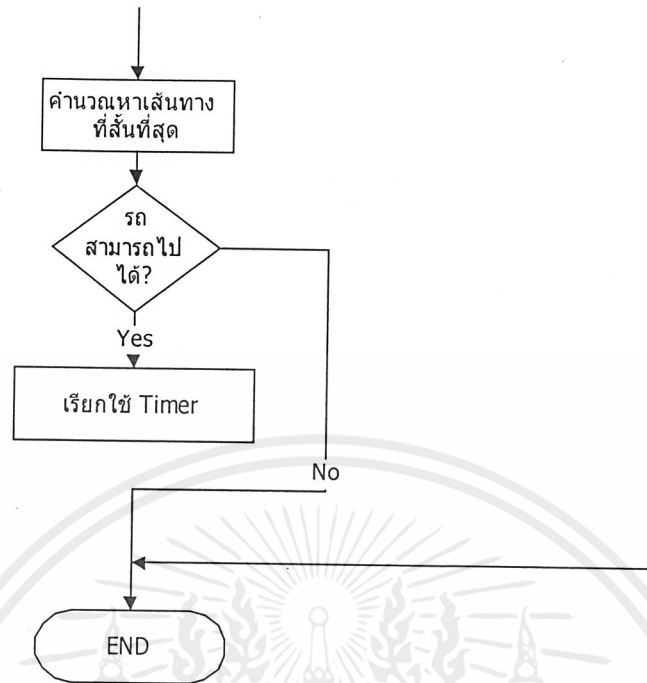 คำนวณหาเส้นทาง
ที่สั้นที่สุด
รถ
สามารถไป
ได้?
Yes
เรียกใช้ Timer
No
END